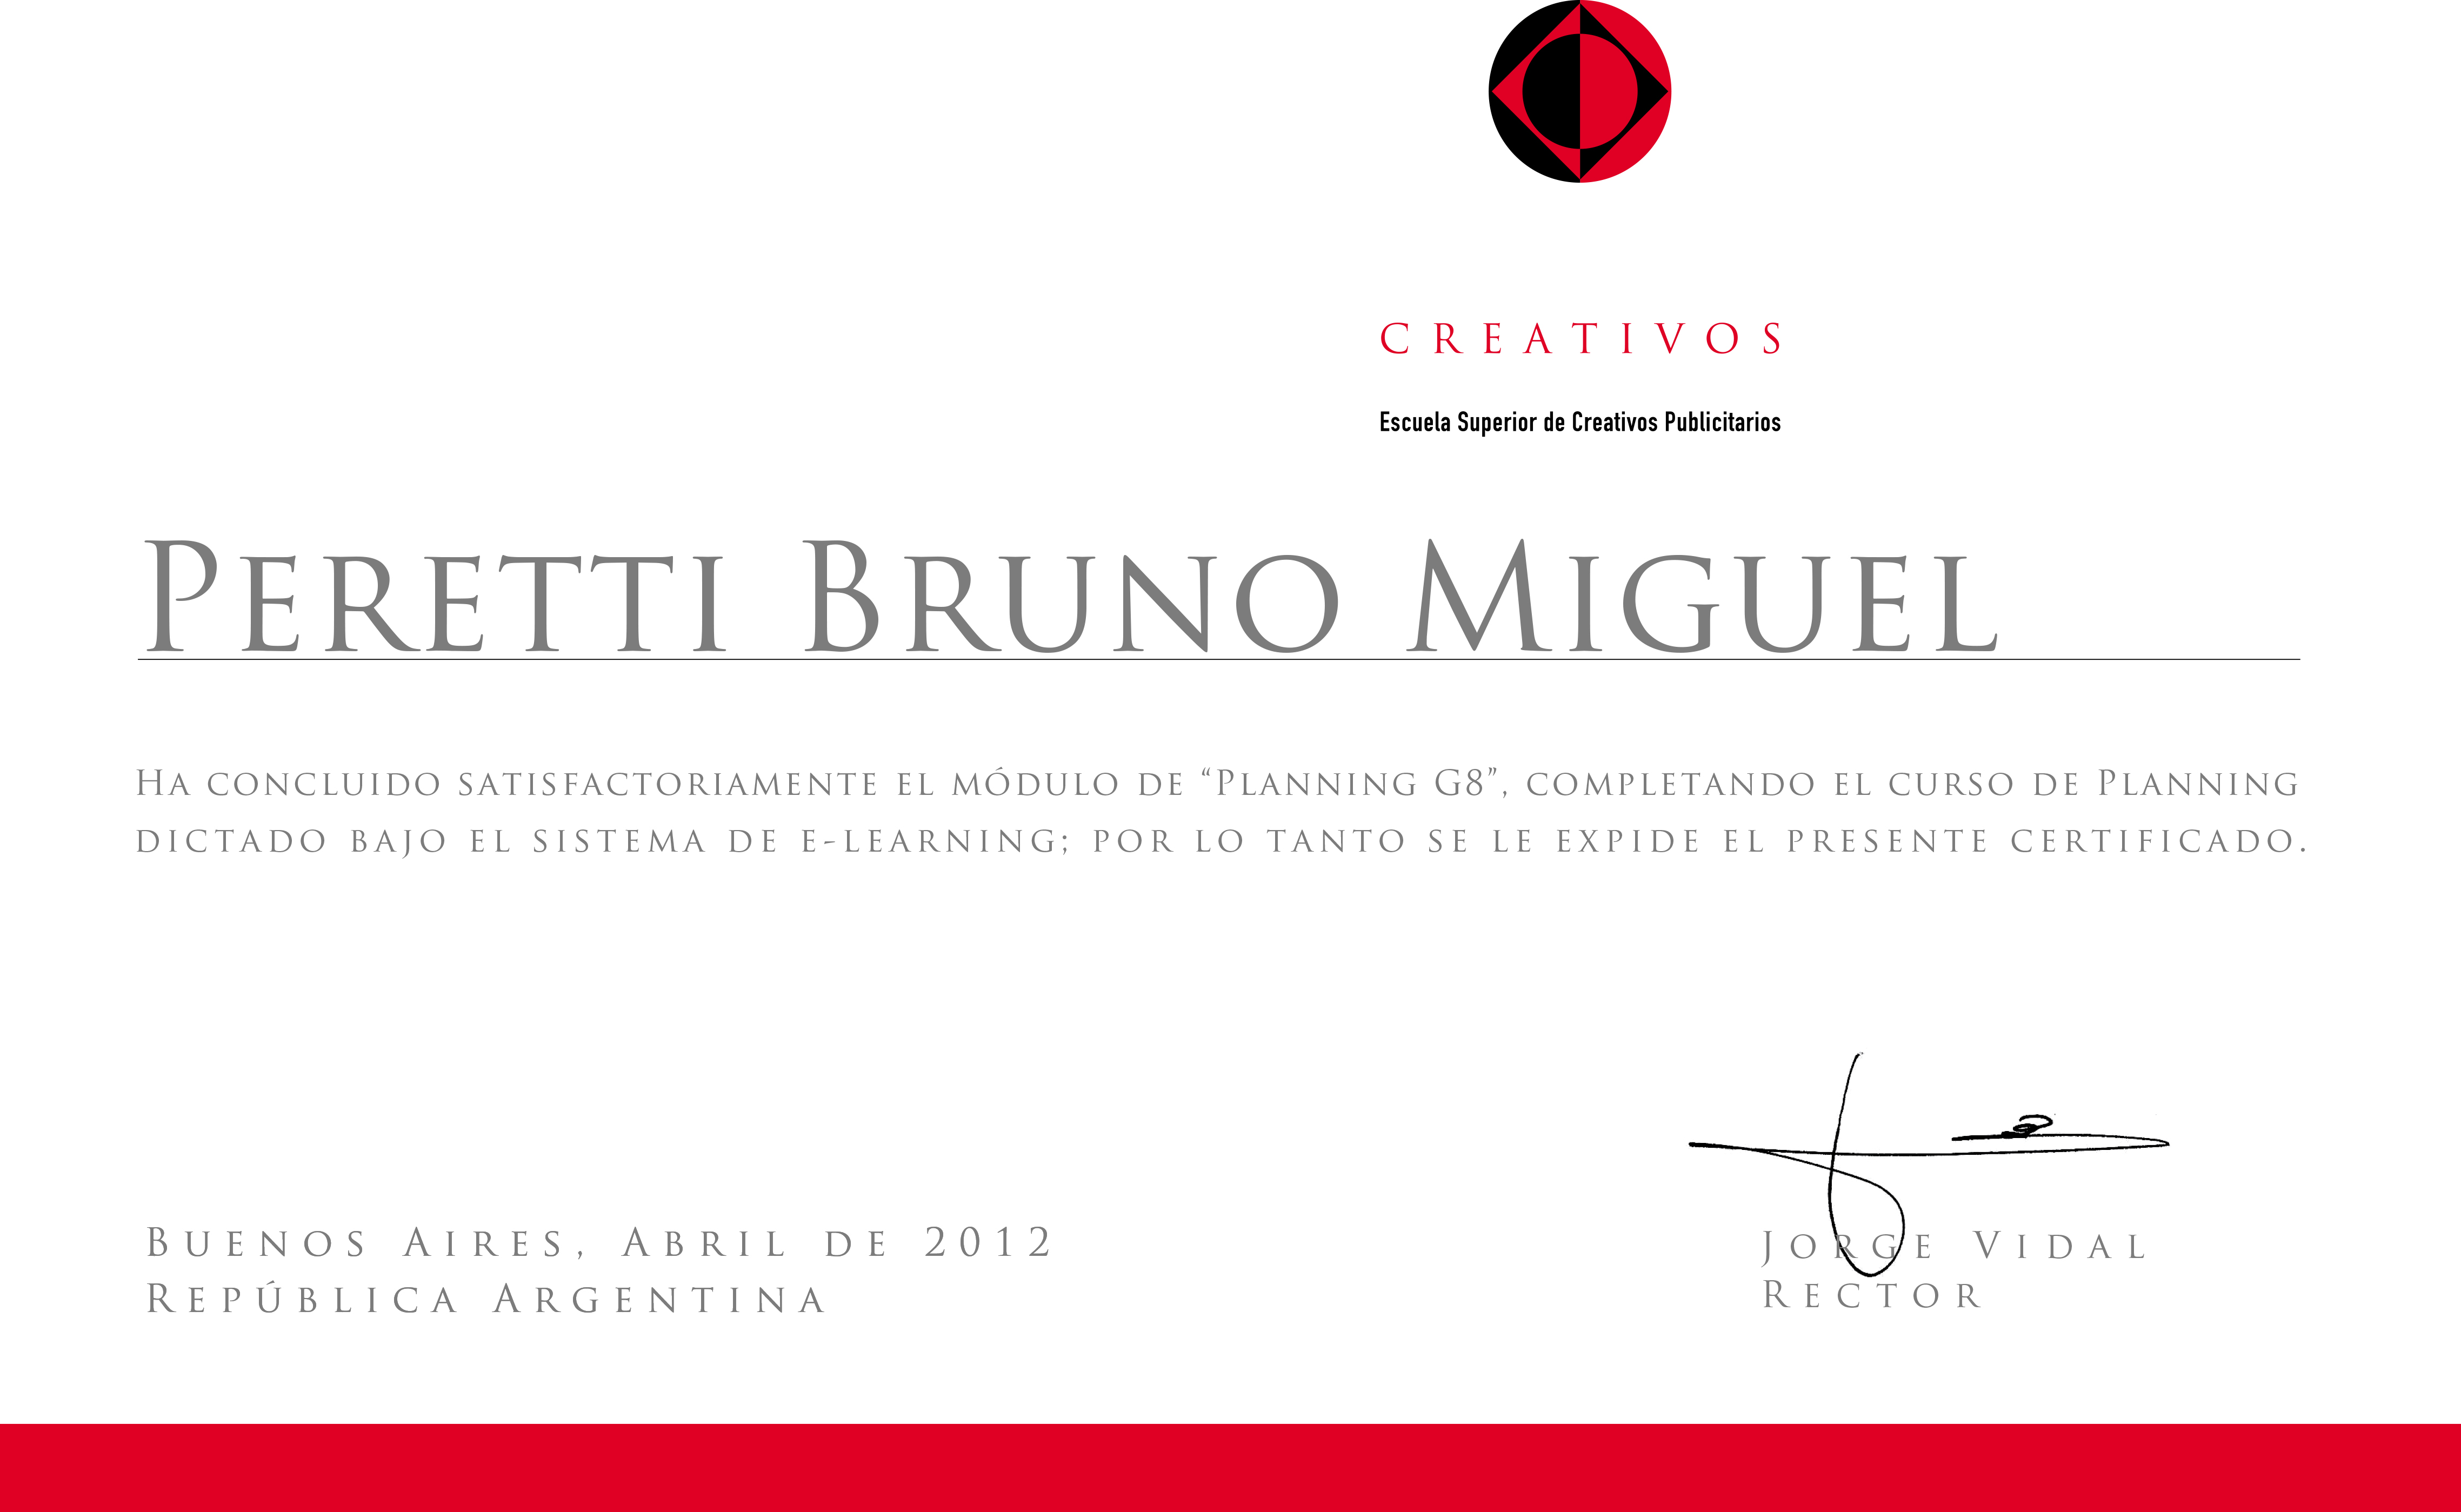 CREATIVOS
Escuela Superior de Creativos Publicitarios
Peretti Bruno Miguel
Ha concluido satisfactoriamente el módulo de “Planning G8”, completando el curso de Planning
dictado bajo el sistema de e-learning; por lo tanto se le expide el presente certificado.
Buenos Aires, Abril de 2012
República Argentina
Jorge Vidal
Rector